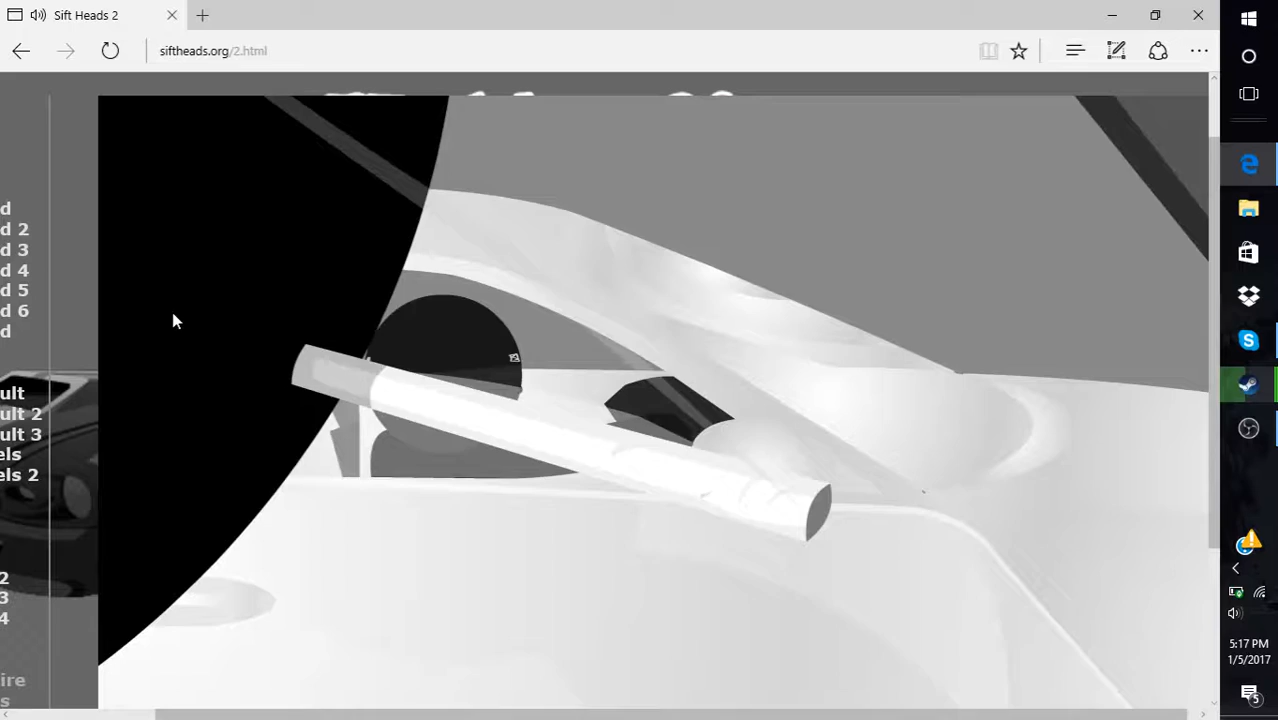 Sift Heads 2
siftheads.org/2.html
d
d 2
d 3
d 4
d 5
d 6
d
ult
ult 2
ult 3
els
els 2
2
3
4
ire
s
5:17 PM
1/5/2017
5